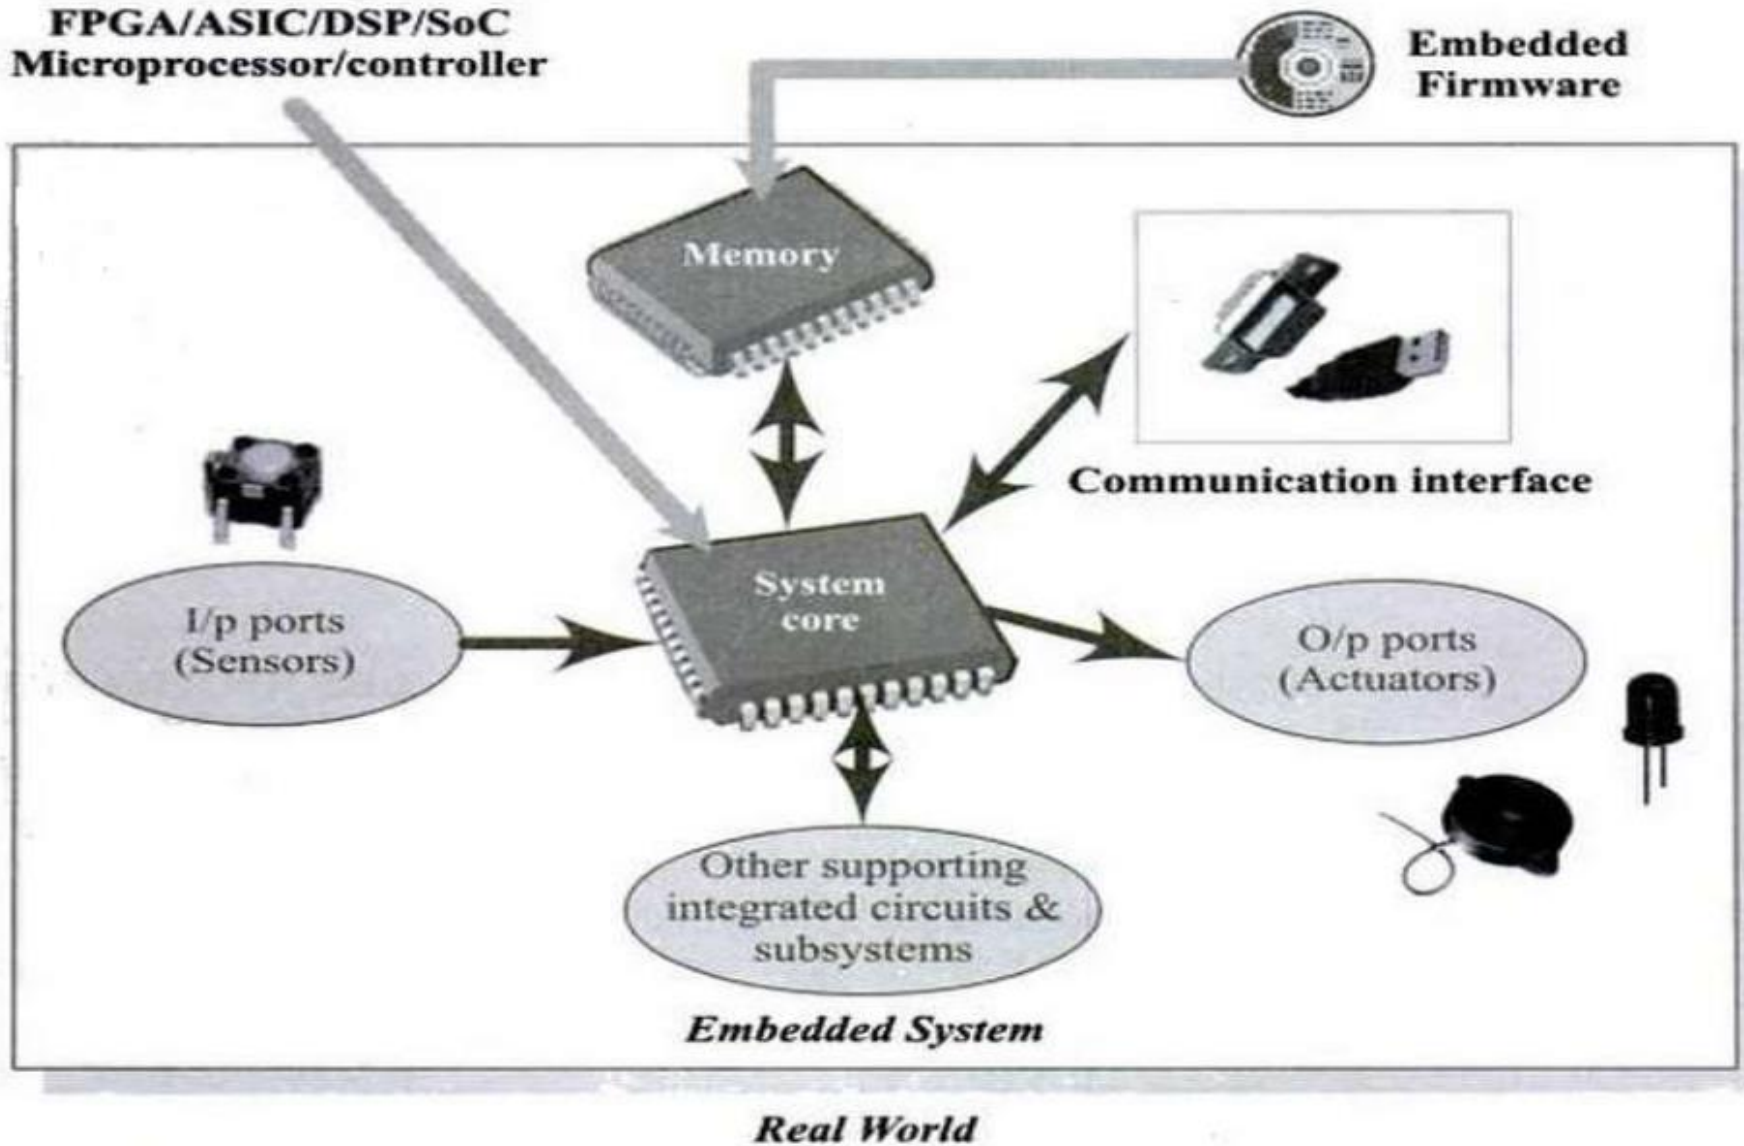 FPGA/ASIC/DSP/SoC
Microprocessor/controller
Embedded
Firmware
Memory
Communication interface
System
core
I/p ports
(Sensors)
O/p ports
(Actuators)
Other supporting
integrated circuits &
subsystems
Embedded System
Real World